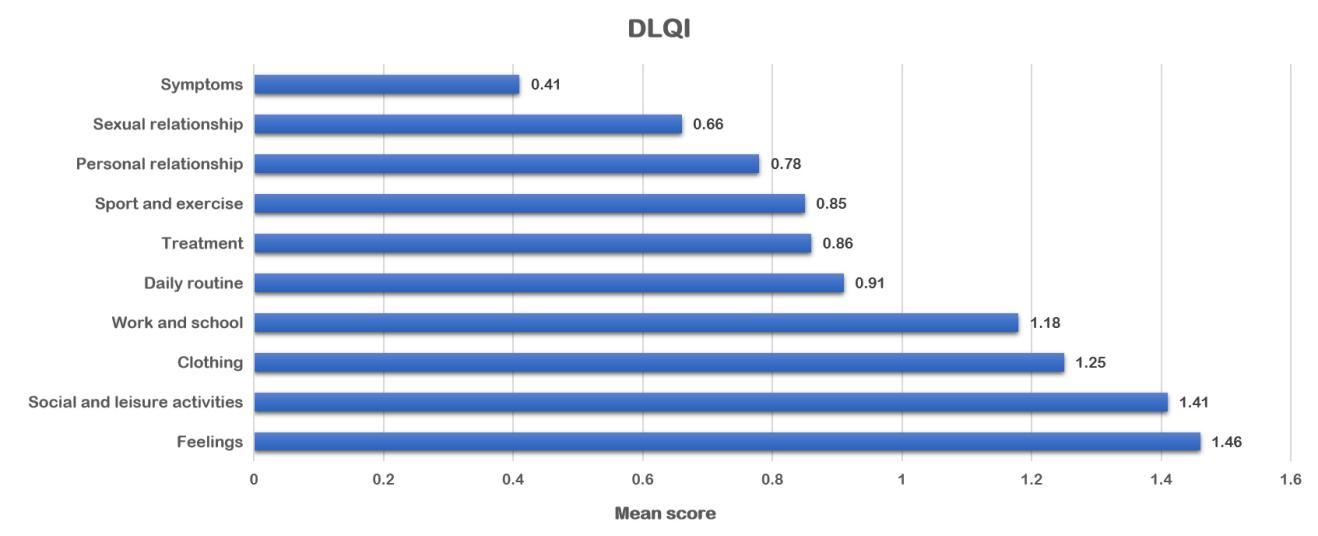 DLQI
Symptoms 0.41
Sexual relationship 0.66
Personal relationship 0.78
Sport and exercise 0.85
Treatment 0.86
Daily routine 0.91
Work and school 1.18
Clothing 1.25
Social and leisure activities 1.41
Feelings 1.46
0 0.2 0.4 0.6 0.8 1 1.2 1.4 1.6
Mean score